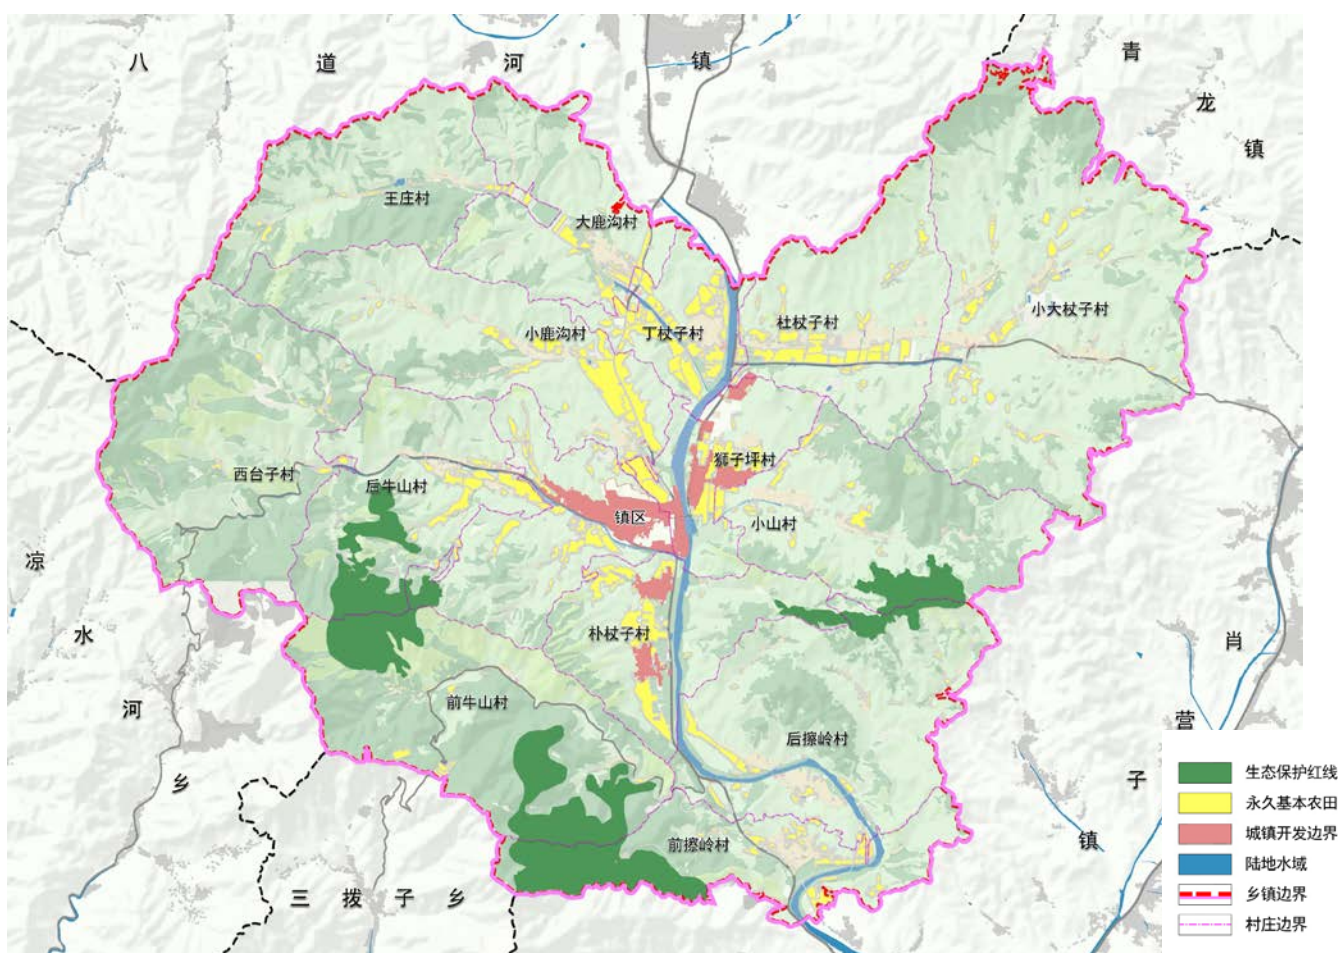 八道河镇
青龙镇
王庄村
大鹿沟村
小鹿沟村
丁杖子村
杜杖子村
小大杖子村
西台子村
后牛山村
狮子坪村
镇区
小山村
凉水河乡
朴杖子村
肖营子镇
前牛山村
后擦岭村
前擦岭村
三拨子乡
生态保护红线
永久基本农田
城镇开发边界
陆地水域
乡镇边界
村庄边界